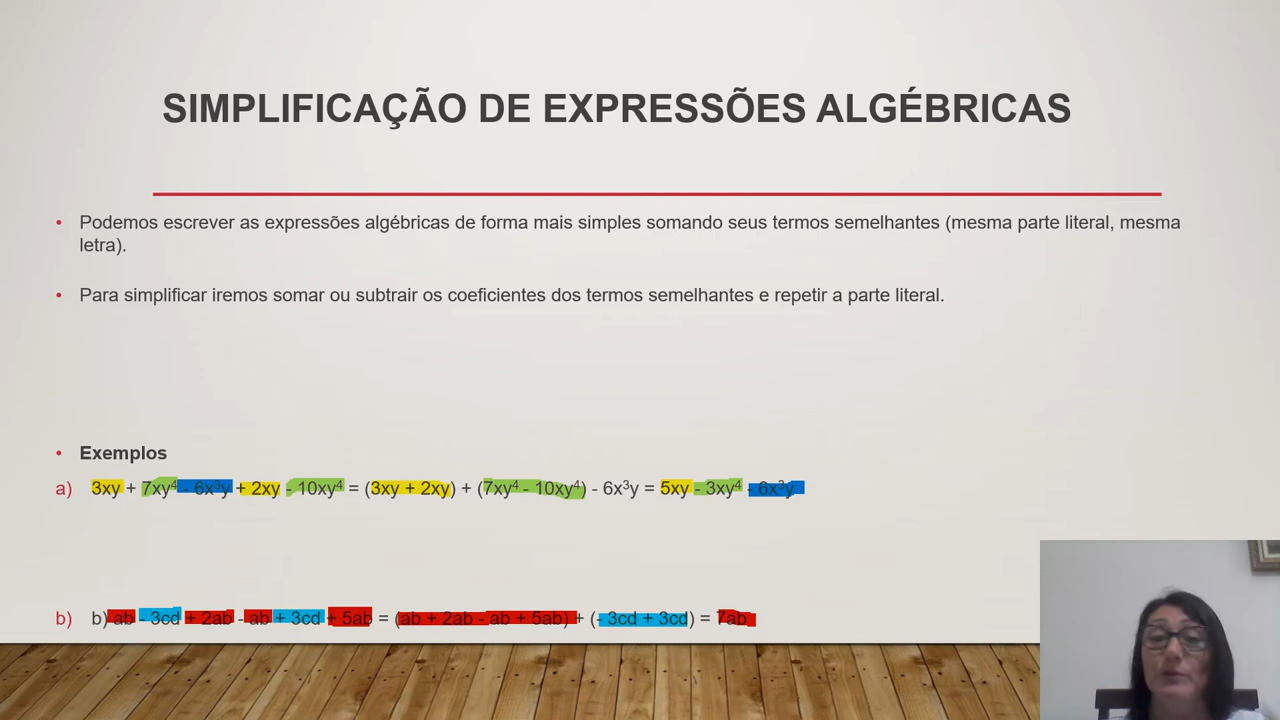 SIMPLIFICAÇÃO DE EXPRESSÕES ALGÉBRICAS
• Podemos escrever as expressões algébricas de forma mais simples somando seus termos semelhantes (mesma parte literal, mesma
letra).
• Para simplificar iremos somar ou subtrair os coeficientes dos termos semelhantes e repetir a parte literal.
• Exemplos
a) 3xy + 7xy⁴ - 6x³y + 2xy - 10xy⁴ = (3xy + 2xy) + (7xy⁴ - 10xy⁴) - 6x³y = 5xy - 3xy⁴ - 6x³y
b) b) ab - 3cd + 2ab - ab + 3cd + 5ab = (ab + 2ab - ab + 5ab) + (- 3cd + 3cd) = 7ab